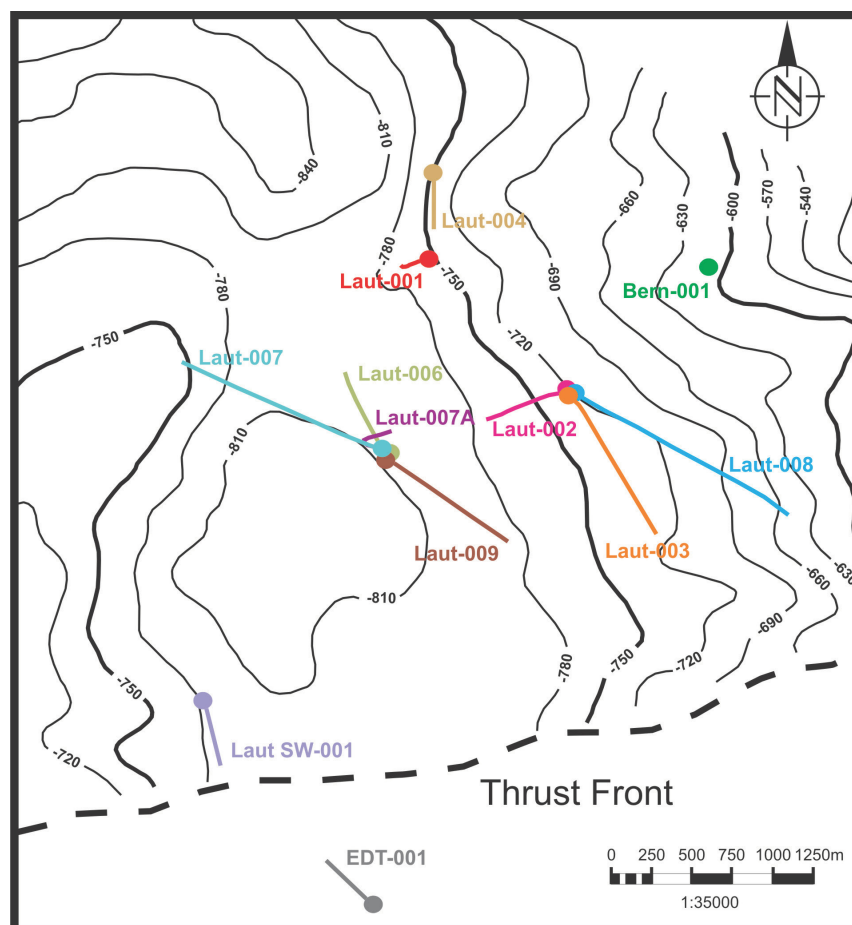 N
-810
-840
-660
-570
-600
-540
-630
Laut-004
-780
Laut-001
-750
-690
Bern-001
-780
-750
-720
Laut-007
Laut-006
Laut-007A
Laut-002
-810
Laut-008
Laut-009
Laut-003
-660
-630
-810
-690
-780
-750
-720
-750
-720
Laut SW-001
Thrust Front
EDT-001
0 250 500 750 1000 1250m
1:35000